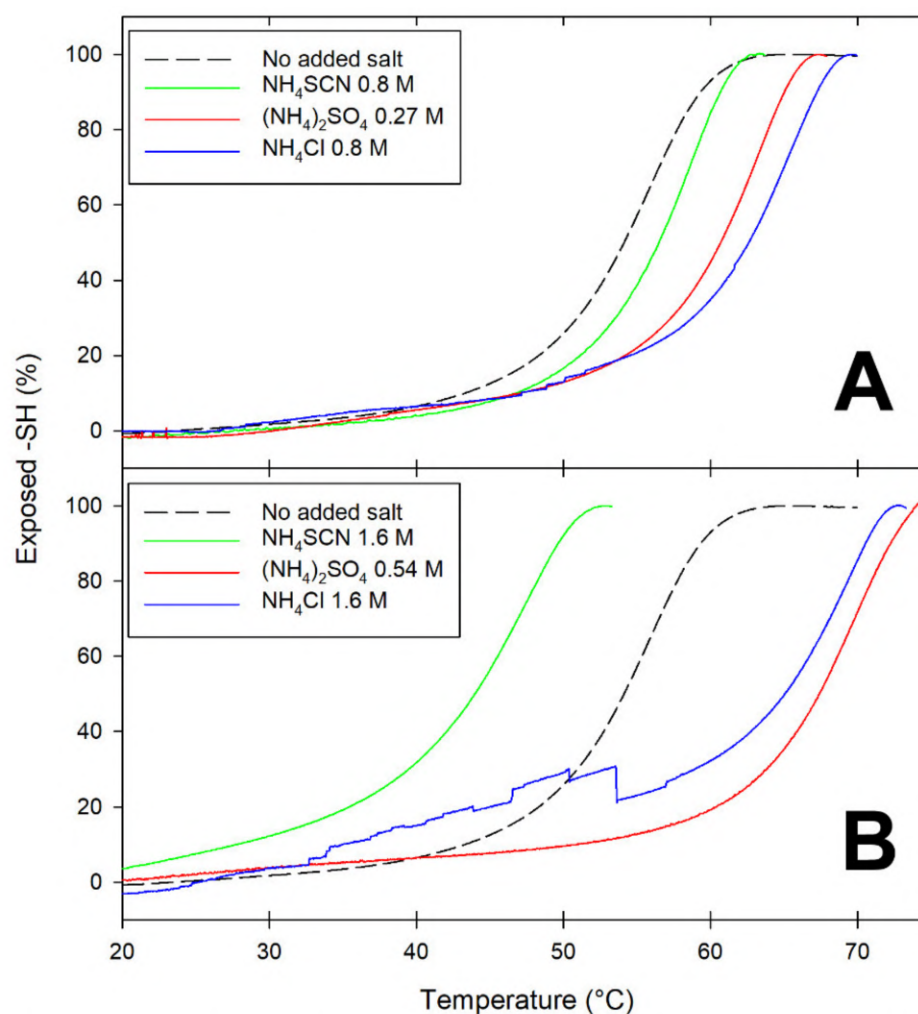 100
80
60
40
20
0
No added salt
NH₄SCN 0.8 M
(NH₄)₂SO₄ 0.27 M
NH₄Cl 0.8 M
A
Exposed -SH (%)
100
80
60
40
20
0
No added salt
NH₄SCN 1.6 M
(NH₄)₂SO₄ 0.54 M
NH₄Cl 1.6 M
B
20 30 40 50 60 70
Temperature (°C)